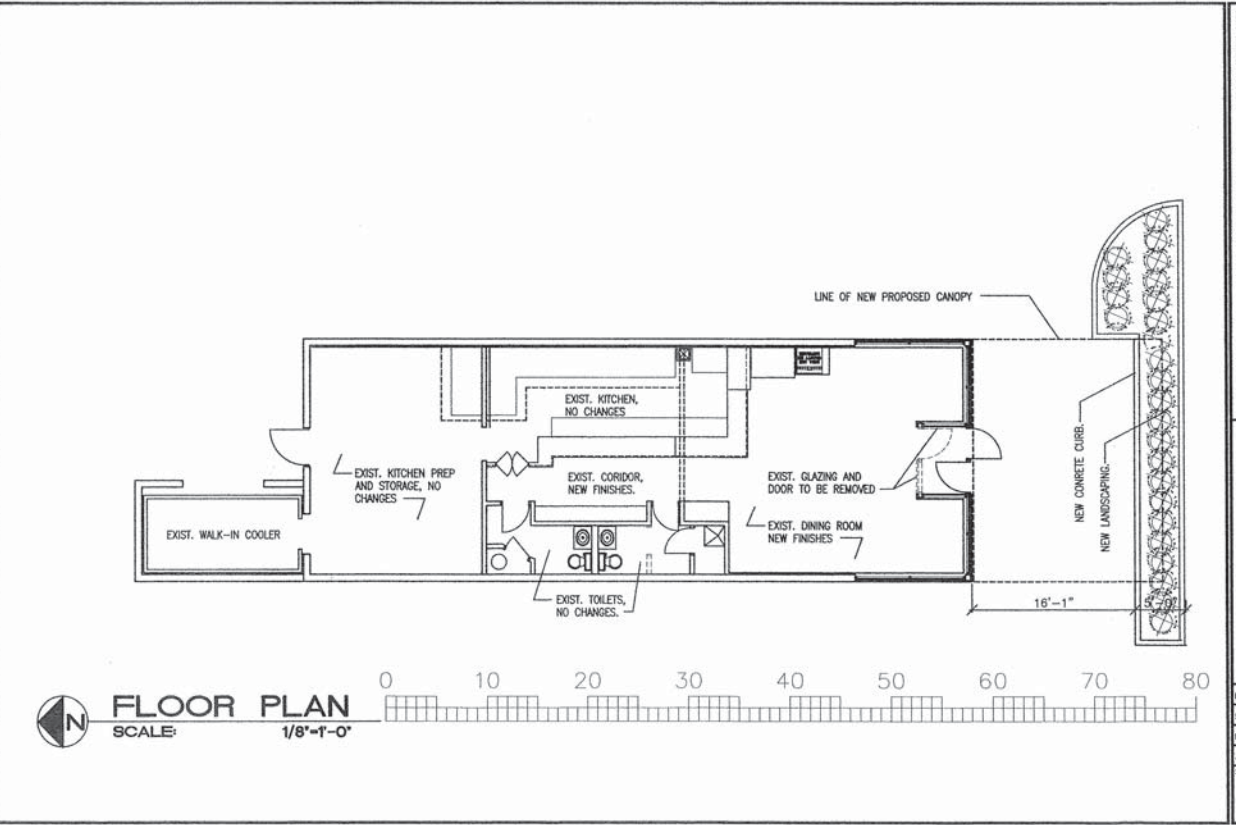 LINE OF NEW PROPOSED CANOPY
EXIST. KITCHEN,
NO CHANGES
EXIST. KITCHEN PREP
AND STORAGE, NO
CHANGES
EXIST. CORIDOR,
NEW FINISHES.
EXIST. GLAZING AND
DOOR TO BE REMOVED
NEW CONRETE CURB.
NEW LANDSCAPING.
EXIST. WALK-IN COOLER
EXIST. DINING ROOM
NEW FINISHES
EXIST. TOILETS,
NO CHANGES.
16'-1"
5'-0"
0 10 20 30 40 50 60 70 80
N
FLOOR PLAN
SCALE: 1/8"=1'-0"